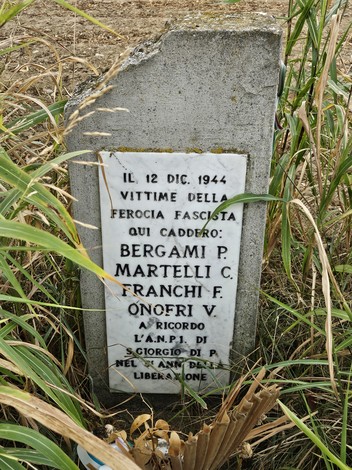 IL 12 DIC. 1944
VITTIME DELLA
FEROCIA FASCISTA
QUI CADDERO:
BERGAMI P.
MARTELLI C.
FRANCHI F.
ONOFRI V.
A RICORDO
L'A.N.P.I. DI
S.GIORGIO DI P.
NEL ANN DELLA
LIBERAZIONE